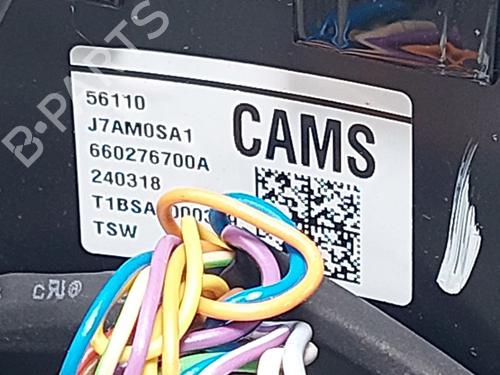 B-PARTS
56110
J7AM0SA1
CAMS
660276700A
240318
TSW